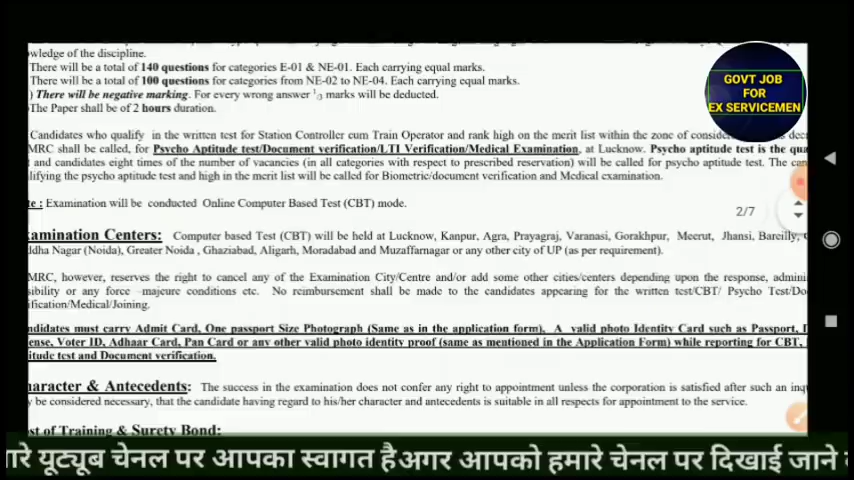 wledge of the discipline.
There will be a total of 140 questions for categories E-01 & NE-01. Each carrying equal marks.
There will be a total of 100 questions for categories from NE-02 to NE-04. Each carrying equal marks.
) There will be negative marking. For every wrong answer 1/3 marks will be deducted.
The Paper shall be of 2 hours duration.
GOVT JOB
FOR
EX SERVICEMEN
Candidates who qualify in the written test for Station Controller cum Train Operator and rank high on the merit list within the zone of
MRC shall be called, for Psycho Aptitude test/Document verification/LTI Verification/Medical Examination, at Lucknow. Psycho aptitude test is the qua
and candidates eight times of the number of vacancies (in all categories with respect to prescribed reservation) will be called for psycho aptitude test. The can
lifying the psycho aptitude test and high in the merit list will be called for Biometric/document verification and Medical examination.
te : Examination will be conducted Online Computer Based Test (CBT) mode.
2/7
xamination Centers: Computer based Test (CBT) will be held at Lucknow, Kanpur, Agra, Prayagraj, Varanasi, Gorakhpur, Meerut, Jhansi, Bareilly,
ddha Nagar (Noida), Greater Noida , Ghaziabad, Aligarh, Moradabad and Muzaffarnagar or any other city of UP (as per requirement).
MRC, however, reserves the right to cancel any of the Examination City/Centre and/or add some other cities/centers depending upon the response, admini
sibility or any force –majeure conditions etc. No reimbursement shall be made to the candidates appearing for the written test/CBT/ Psycho Test/Do
ification/Medical/Joining.
ndidates must carry Admit Card, One passport Size Photograph (Same as in the application form), A valid photo Identity Card such as Passport, D
ense, Voter ID, Adhaar Card, Pan Card or any other valid photo identity proof (same as mentioned in the Application Form) while reporting for CBT,
itude test and Document verification.
haracter & Antecedents: The success in the examination does not confer any right to appointment unless the corporation is satisfied after such an inq
y be considered necessary, that the candidate having regard to his/her character and antecedents is suitable in all respects for appointment to the service.
st of Training & Surety Bond:
ारे यूट्यूब चेनल पर आपका स्वागत हैअगर आपको हमारे चेनल पर दिखाई जाने व